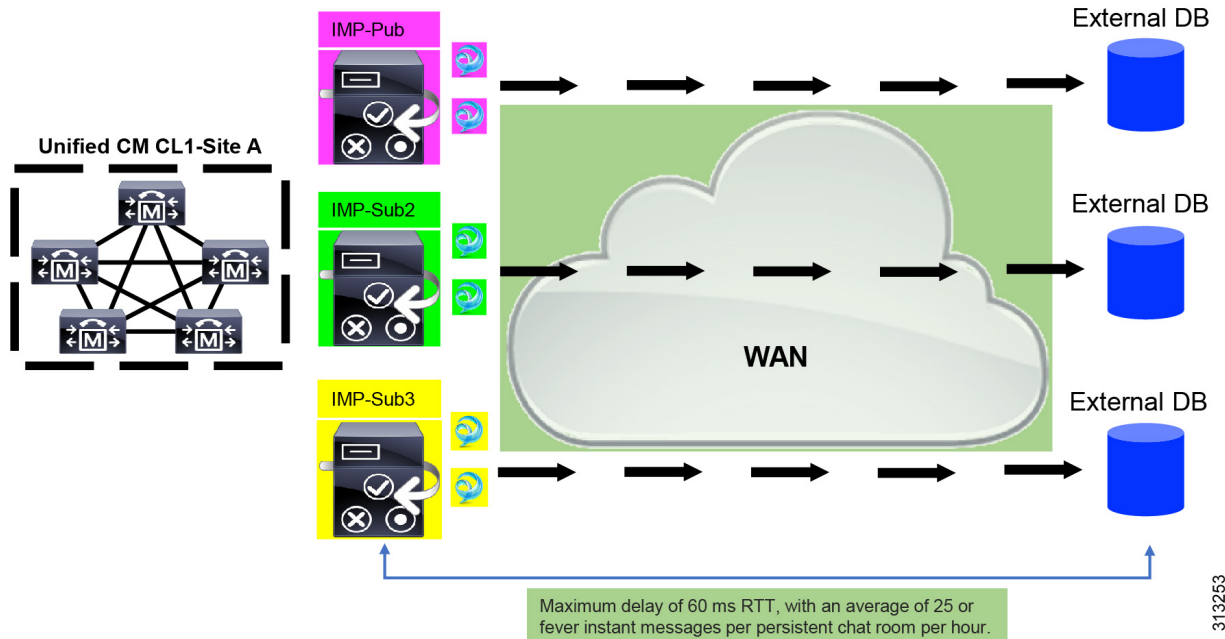 IMP-Pub
External DB
Unified CM CL1-Site A
M
M
M
M
M
IMP-Sub2
External DB
WAN
IMP-Sub3
External DB
Maximum delay of 60 ms RTT, with an average of 25 or
fever instant messages per persistent chat room per hour.
313253